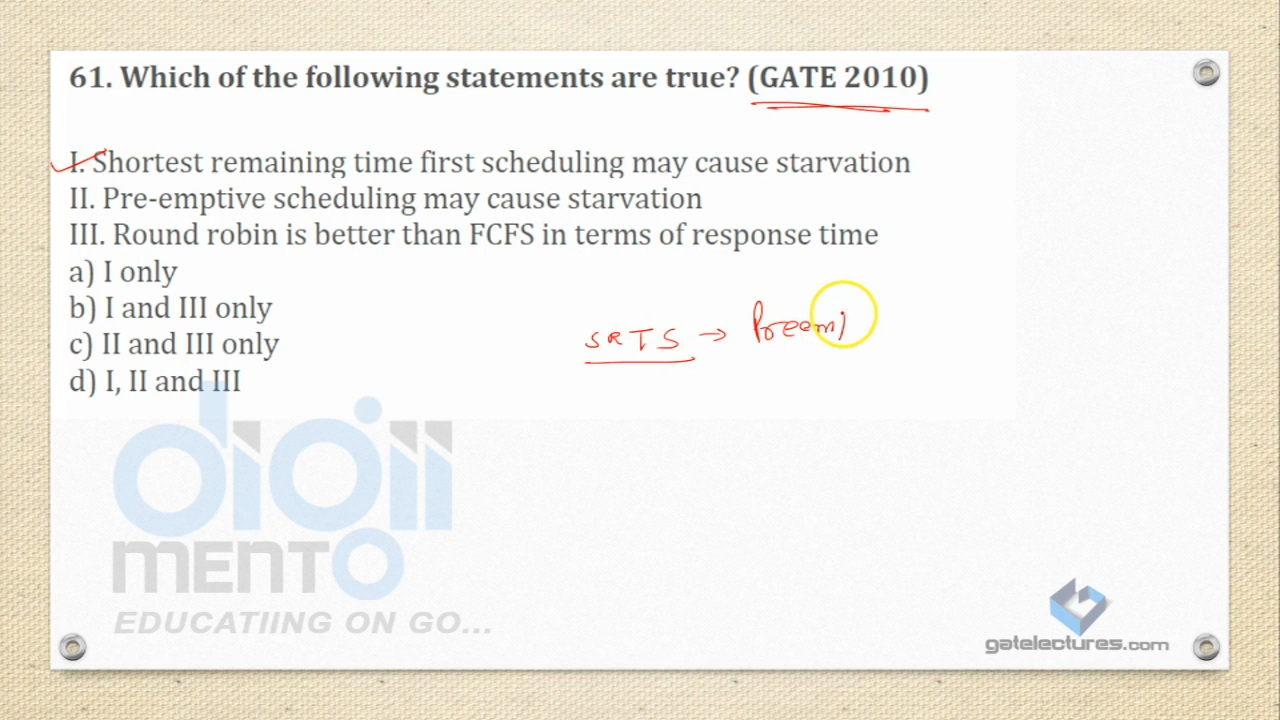 61. Which of the following statements are true? (GATE 2010)
I. Shortest remaining time first scheduling may cause starvation
II. Pre-emptive scheduling may cause starvation
III. Round robin is better than FCFS in terms of response time
a) I only
b) I and III only
c) II and III only
d) I, II and III
SRTS → Preem
digii
mento
EDUCATIING ON GO...
gatelectures.com